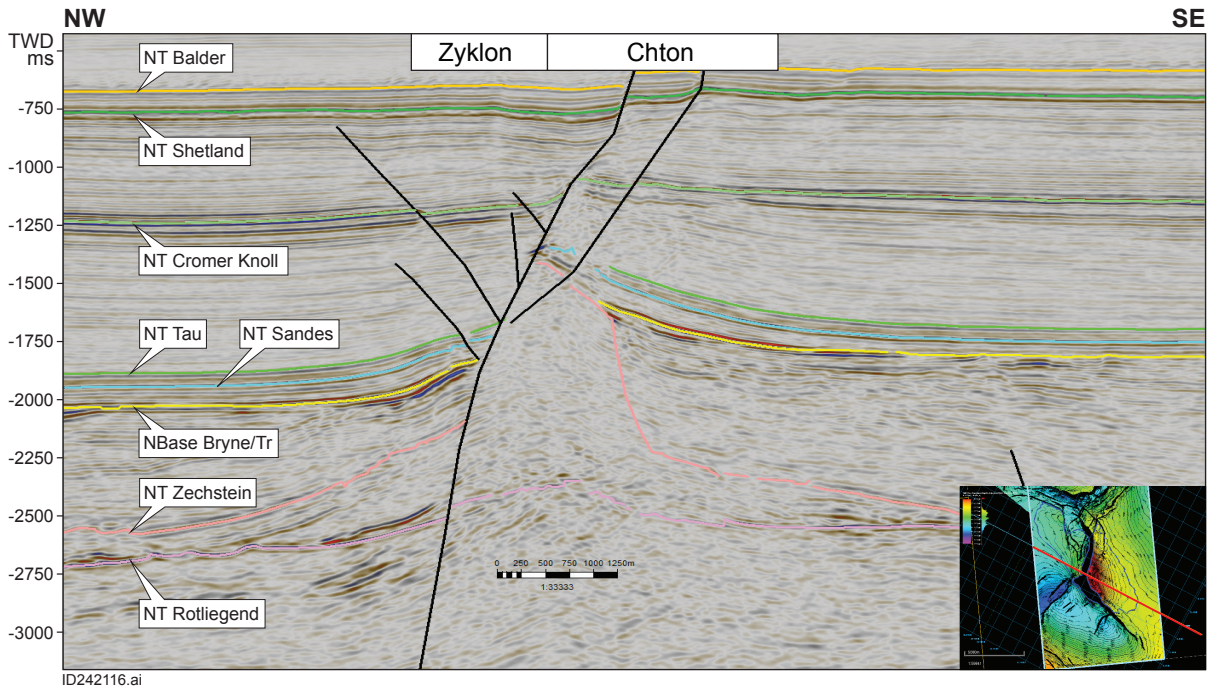 NW
SE
TWD
ms
Zyklon
Chton
NT Balder
-750
NT Shetland
-1000
-1250
NT Cromer Knoll
-1500
NT Tau
NT Sandes
-1750
-2000
NBase Bryne/Tr
-2250
NT Zechstein
-2500
0 250 500 750 1000 1250m
1:33333
-2750
NT Rotliegend
-3000
ID242116.ai